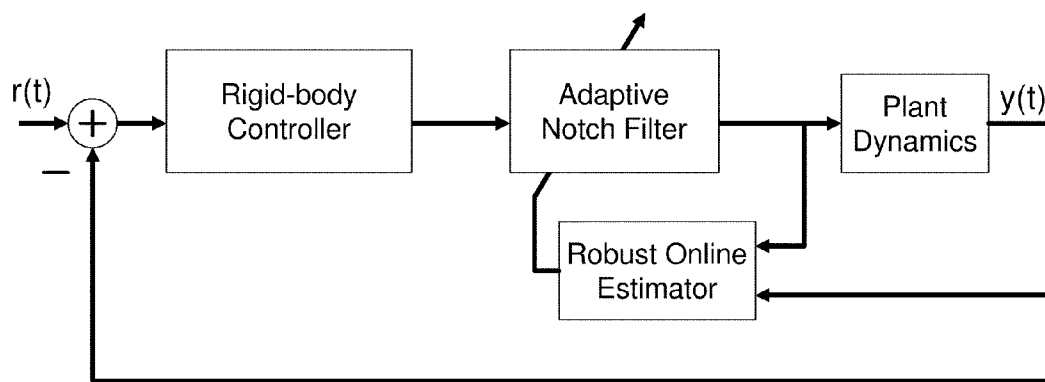 r(t)
+
Rigid-body
Controller
Adaptive
Notch Filter
Plant
Dynamics
y(t)
−
Robust Online
Estimator